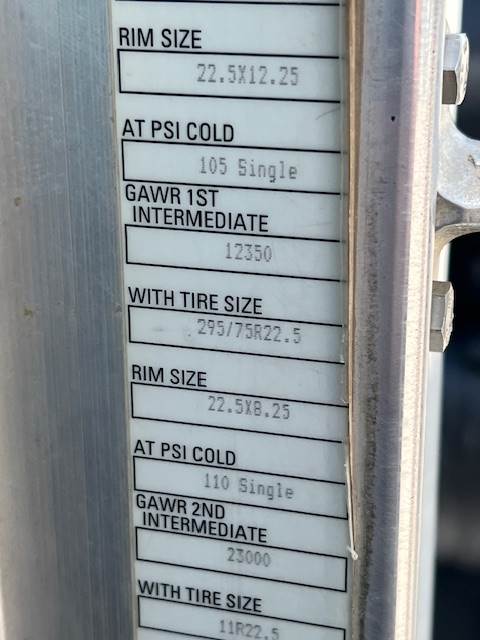 RIM SIZE
22.5X12.25
AT PSI COLD
105 Single
GAWR 1ST
INTERMEDIATE
12350
WITH TIRE SIZE
295/75R22.5
RIM SIZE
22.5X8.25
AT PSI COLD
110 Single
GAWR 2ND
INTERMEDIATE
23000
WITH TIRE SIZE
11R22.5